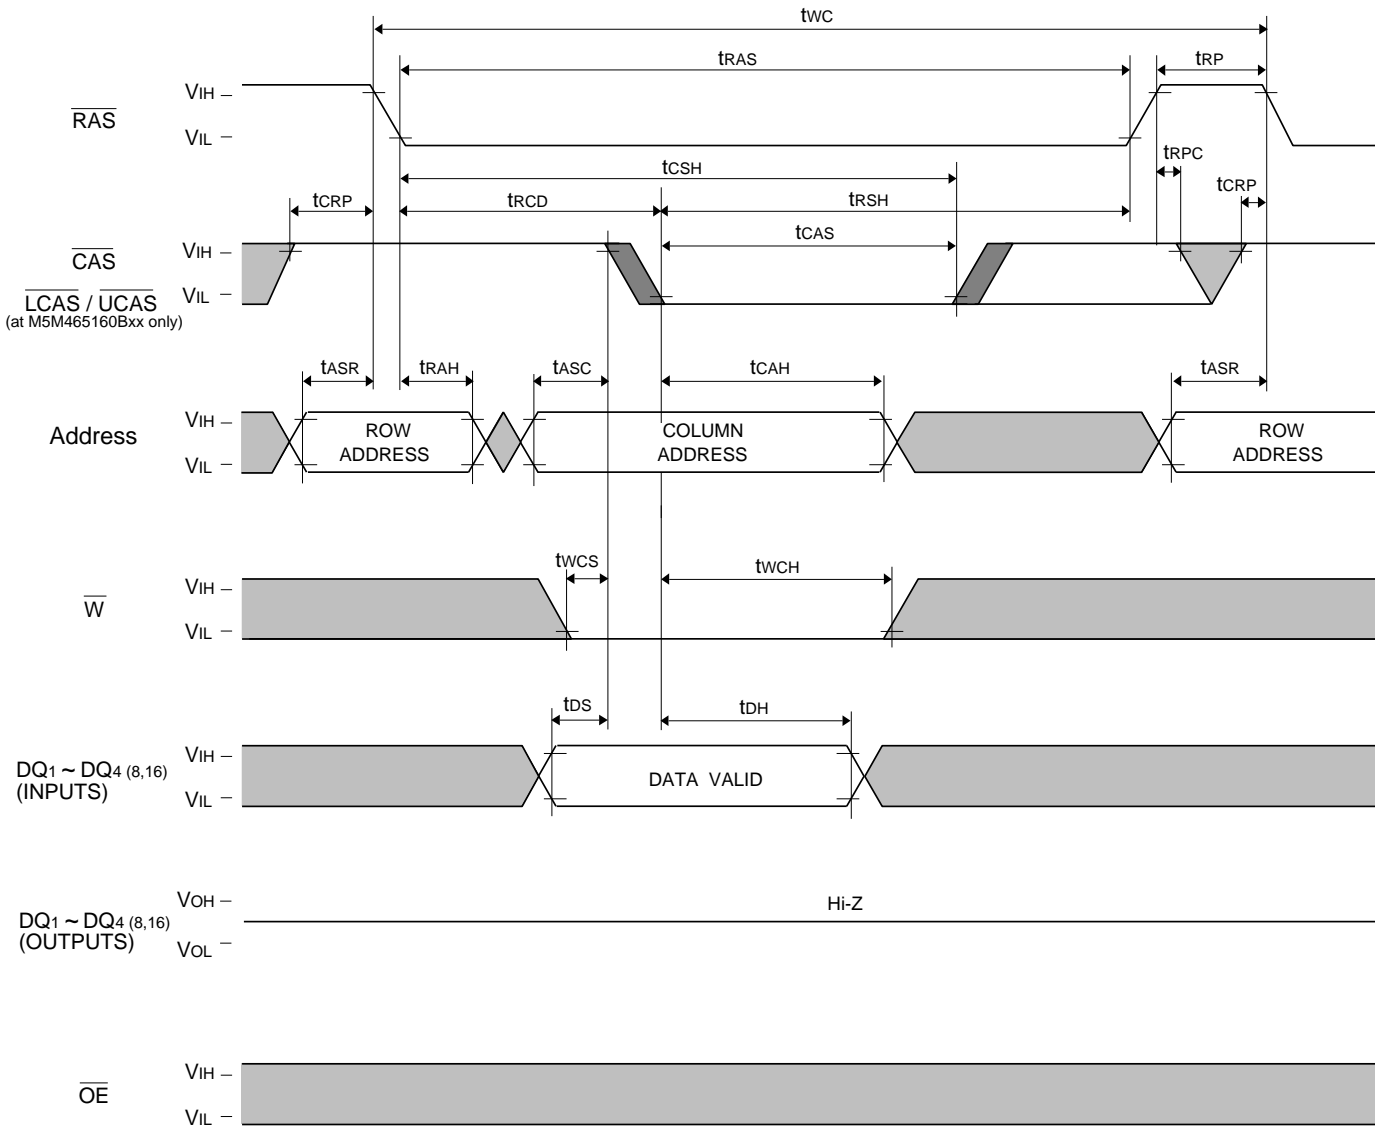 tWC
tRAS
tRP
RAS
VIH
VIL
tCSH
tRPC
tCRP
tRCD
tRSH
tCRP
tCAS
CAS
VIH
LCAS / UCAS
VIL
(at M5M465160Bxx only)
tASR
tRAH
tASC
tCAH
tASR
Address
VIH
VIL
ROW
ADDRESS
COLUMN
ADDRESS
ROW
ADDRESS
tWCS
tWCH
W
VIH
VIL
tDS
tDH
DQ1 ~ DQ4 (8,16)
(INPUTS)
VIH
VIL
DATA VALID
VOH
Hi-Z
DQ1 ~ DQ4 (8,16)
(OUTPUTS)
VOL
OE
VIH
VIL